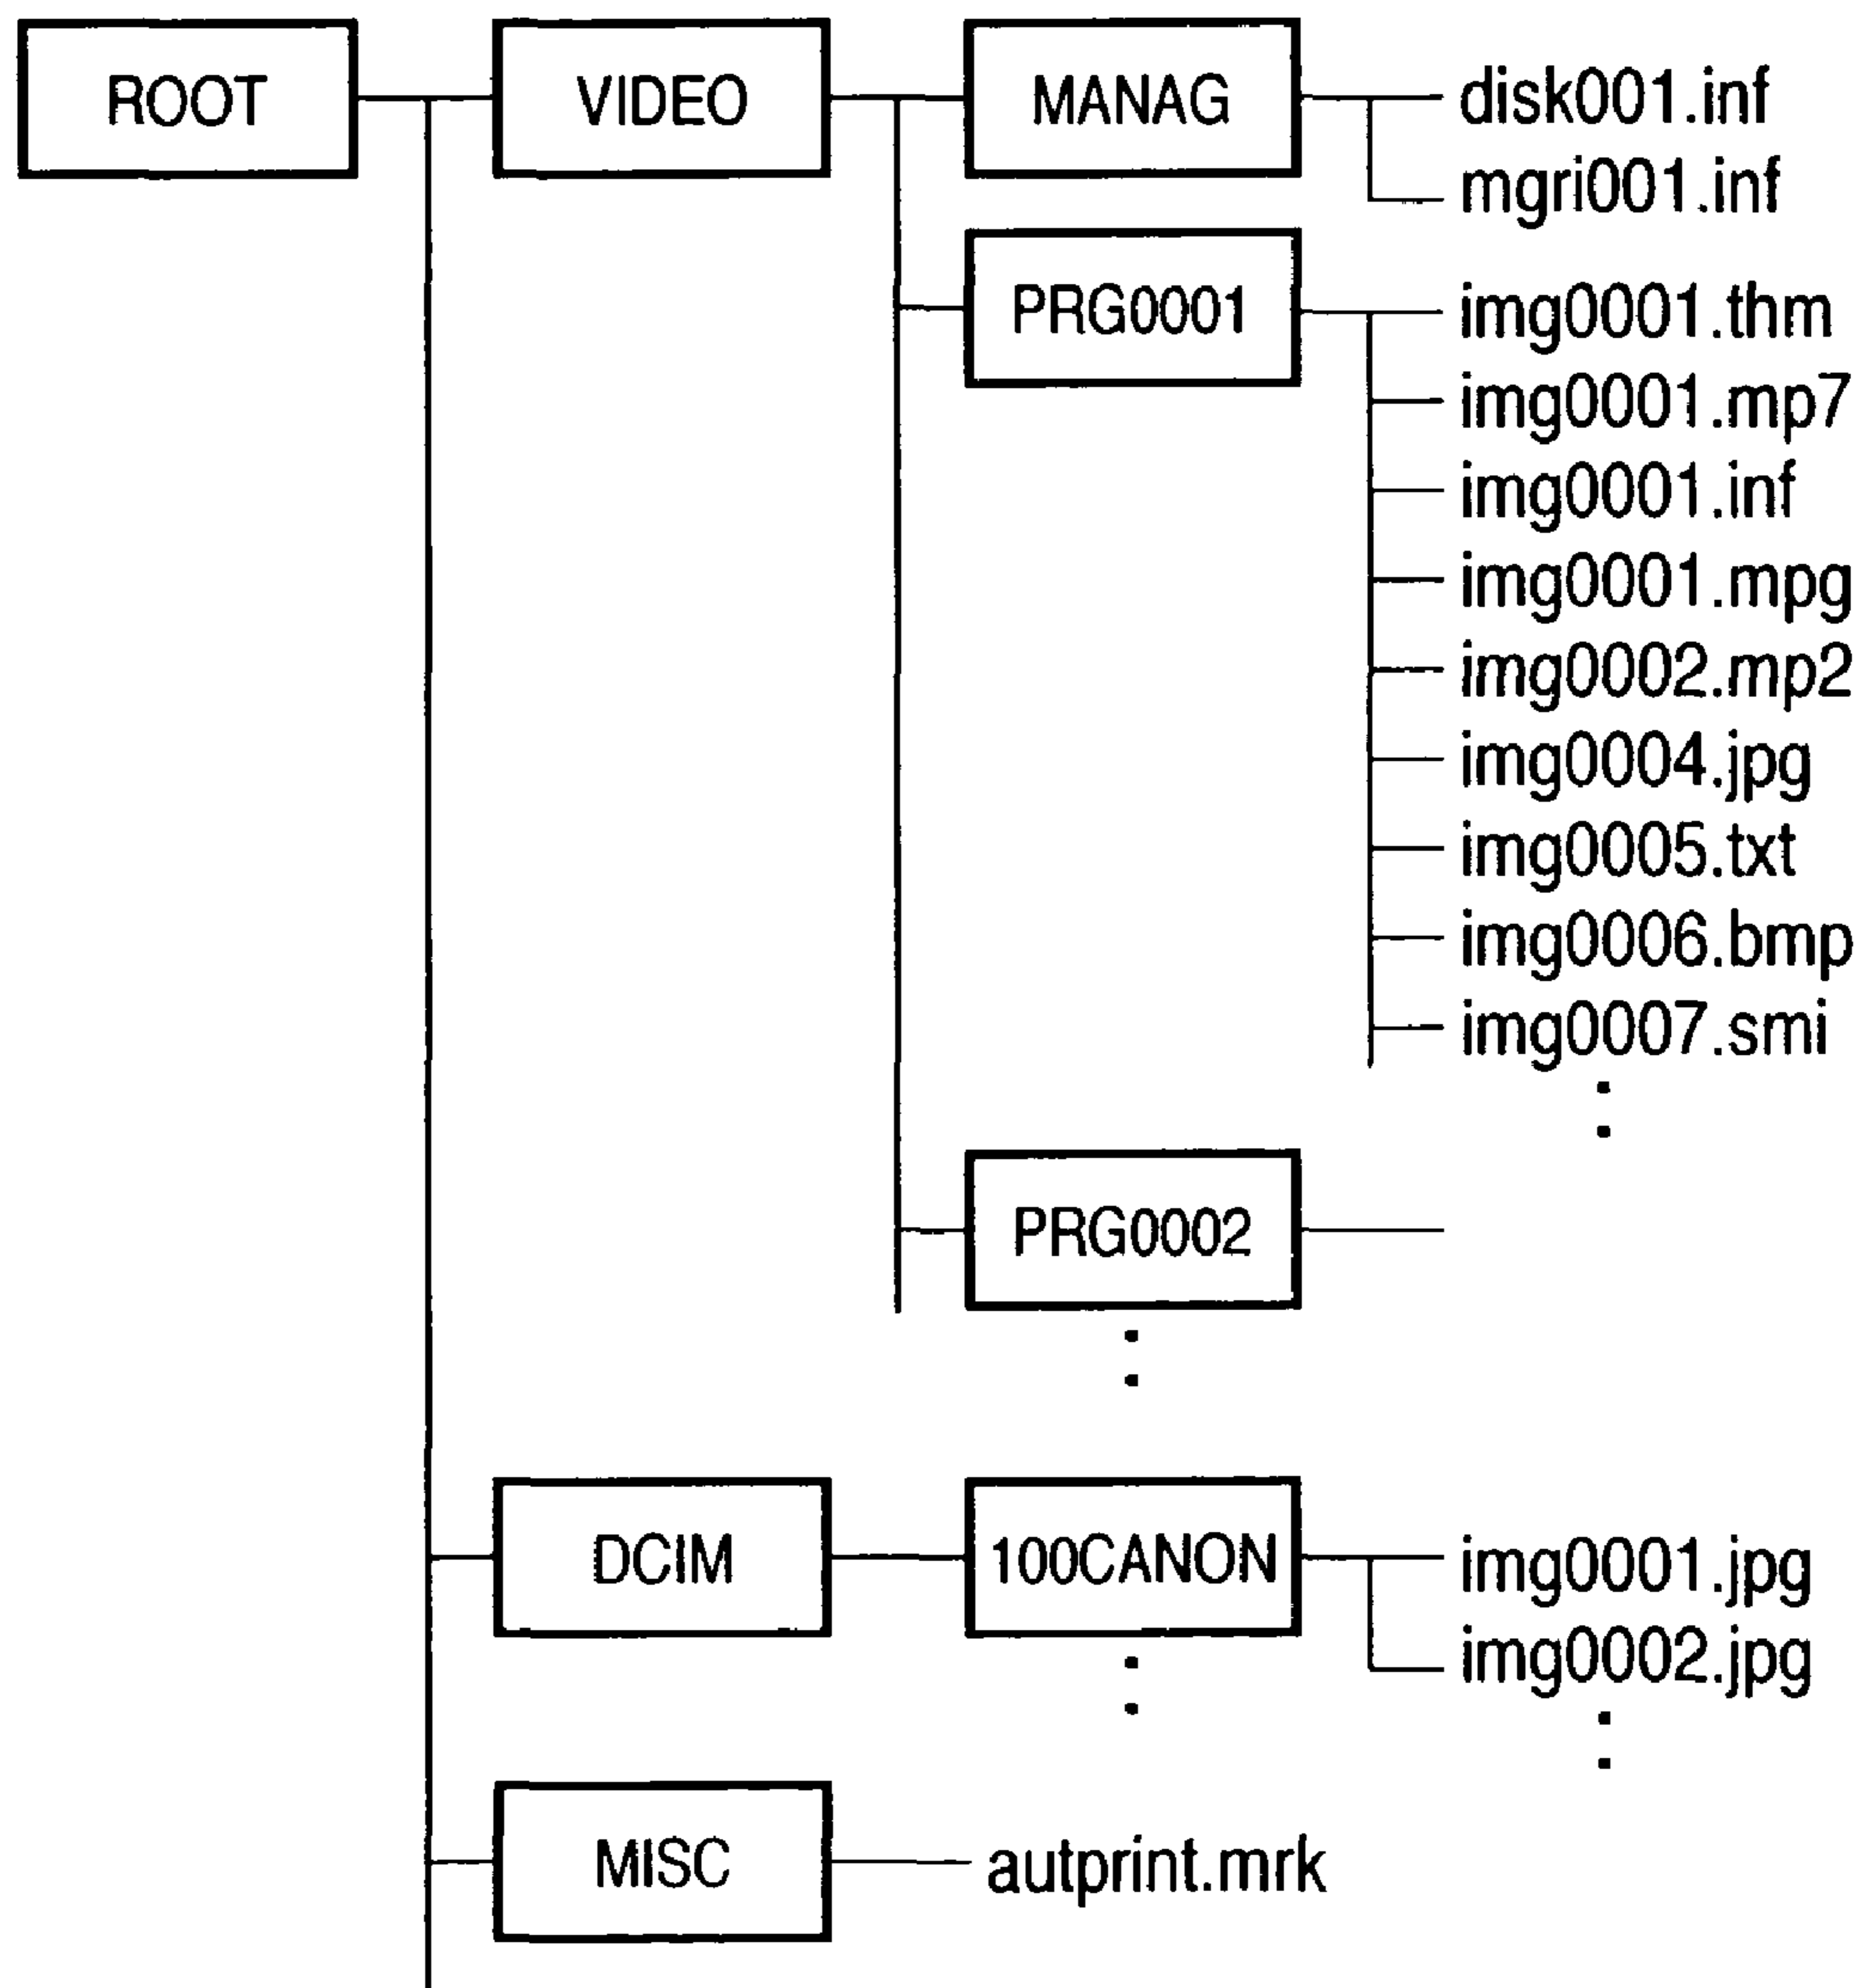 ROOT
VIDEO
MANAG
disk001.inf
mgri001.inf
PRG0001
img0001.thm
img0001.mp7
img0001.inf
img0001.mpg
img0002.mp2
img0004.jpg
img0005.txt
img0006.bmp
img0007.smi
PRG0002
DCIM
100CANON
img0001.jpg
img0002.jpg
MISC
autprint.mrk